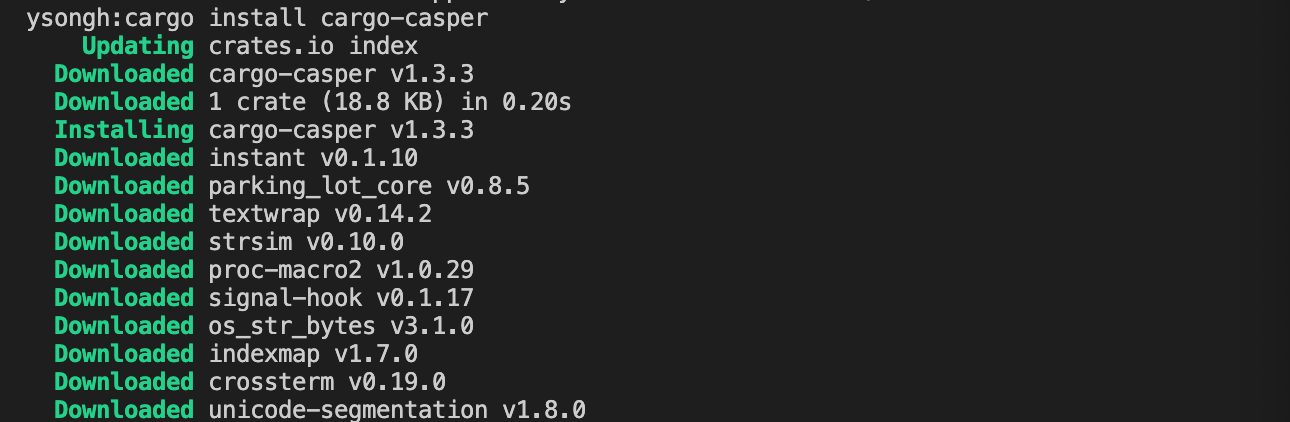 ysongh:cargo install cargo-casper
Updating crates.io index
Downloaded cargo-casper v1.3.3
Downloaded 1 crate (18.8 KB) in 0.20s
Installing cargo-casper v1.3.3
Downloaded instant v0.1.10
Downloaded parking_lot_core v0.8.5
Downloaded textwrap v0.14.2
Downloaded strsim v0.10.0
Downloaded proc-macro2 v1.0.29
Downloaded signal-hook v0.1.17
Downloaded os_str_bytes v3.1.0
Downloaded indexmap v1.7.0
Downloaded crossterm v0.19.0
Downloaded unicode-segmentation v1.8.0